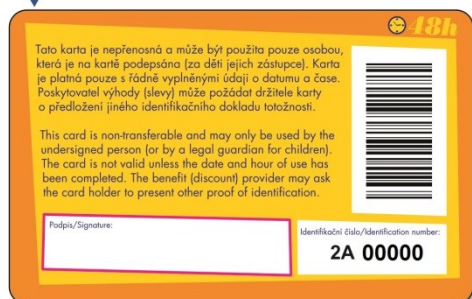 48h
Tato karta je nepřenosná a může být použita pouze osobou,
která je na kartě podepsána (za děti jejich zástupce). Karta
je platná pouze s řádně vyplněnými údaji o datumu a čase.
Poskytovatel výhody (slevy) může požádat držitele karty
o předložení jiného identifikačního dokladu totožnosti.
This card is non-transferable and may only be used by the
undersigned person (or by a legal guardian for children).
The card is not valid unless the date and hour of use has
been completed. The benefit (discount) provider may ask
the card holder to present other proof of identification.
Podpis/Signature:
Identifikační číslo/Identification number:
2A 00000